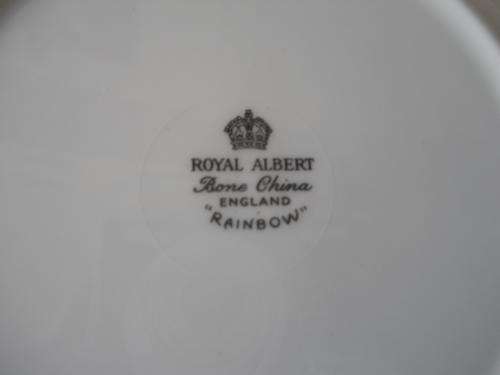 ROYAL ALBERT
Bone China
ENGLAND
"RAINBOW"